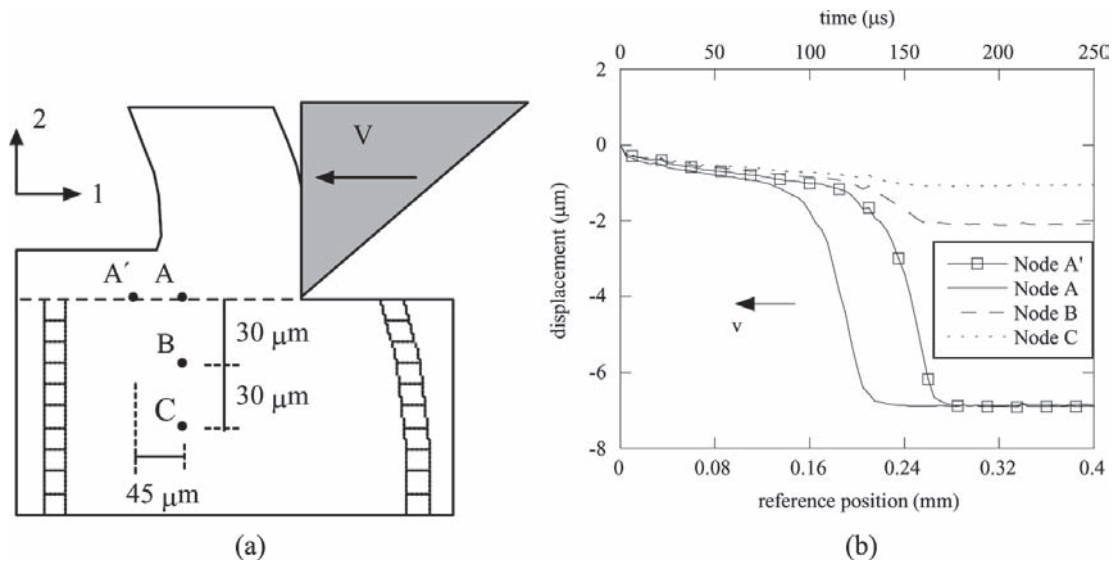 2
1
V
A´ A
B
C
30 μm
30 μm
45 μm
(a)
time (μs)
0 50 100 150 200 250
2
0
-2
-4
-6
-8
displacement (μm)
v
Node A'
Node A
Node B
Node C
0 0.08 0.16 0.24 0.32 0.4
reference position (mm)
(b)